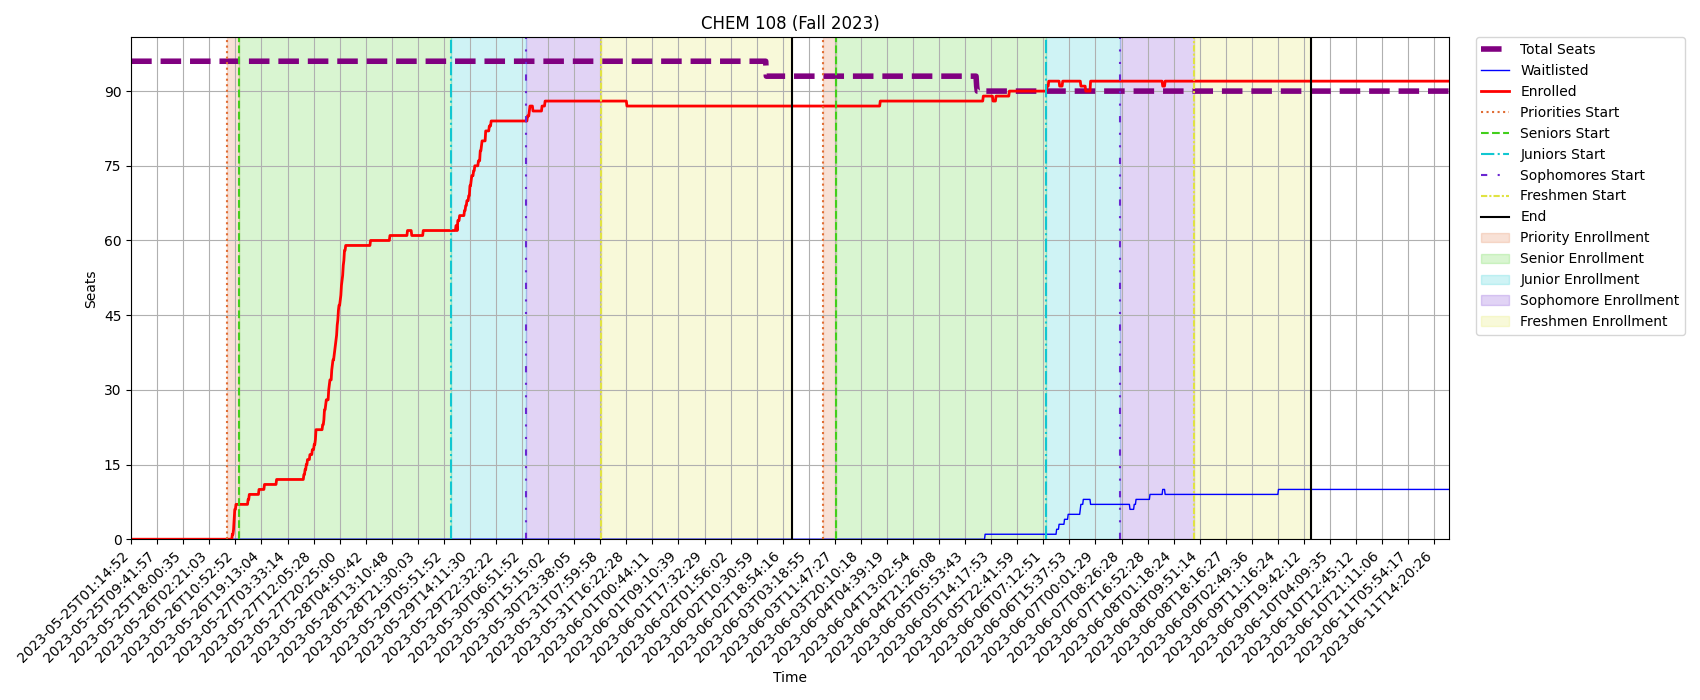 CHEM 108 (Fall 2023)
Seats
90
75
60
45
30
15
0
2023-05-25T01:14:52
2023-05-25T09:41:57
2023-05-25T18:00:35
2023-05-26T02:21:03
2023-05-26T10:52:52
2023-05-26T19:13:04
2023-05-27T03:33:14
2023-05-27T12:05:28
2023-05-27T20:25:00
2023-05-28T04:50:42
2023-05-28T13:10:48
2023-05-28T21:30:03
2023-05-29T05:51:52
2023-05-29T14:11:30
2023-05-29T22:32:22
2023-05-30T06:51:52
2023-05-30T15:15:02
2023-05-30T23:38:05
2023-05-31T07:59:58
2023-05-31T16:22:28
2023-06-01T00:44:11
2023-06-01T09:10:39
2023-06-01T17:32:29
2023-06-02T01:56:02
2023-06-02T10:30:59
2023-06-02T18:54:16
2023-06-03T03:18:55
2023-06-03T11:47:27
2023-06-03T20:10:18
2023-06-04T04:39:19
2023-06-04T13:02:54
2023-06-04T21:26:08
2023-06-05T05:53:43
2023-06-05T14:17:53
2023-06-05T22:41:59
2023-06-06T07:12:51
2023-06-06T15:37:53
2023-06-07T00:01:29
2023-06-07T08:26:28
2023-06-07T16:52:28
2023-06-08T01:18:24
2023-06-08T09:51:14
2023-06-08T18:16:27
2023-06-09T02:49:36
2023-06-09T11:16:24
2023-06-09T19:42:12
2023-06-10T04:09:35
2023-06-10T12:45:12
2023-06-10T21:11:06
2023-06-11T05:54:17
2023-06-11T14:20:26
Time
Total Seats
Waitlisted
Enrolled
Priorities Start
Seniors Start
Juniors Start
Sophomores Start
Freshmen Start
End
Priority Enrollment
Senior Enrollment
Junior Enrollment
Sophomore Enrollment
Freshmen Enrollment